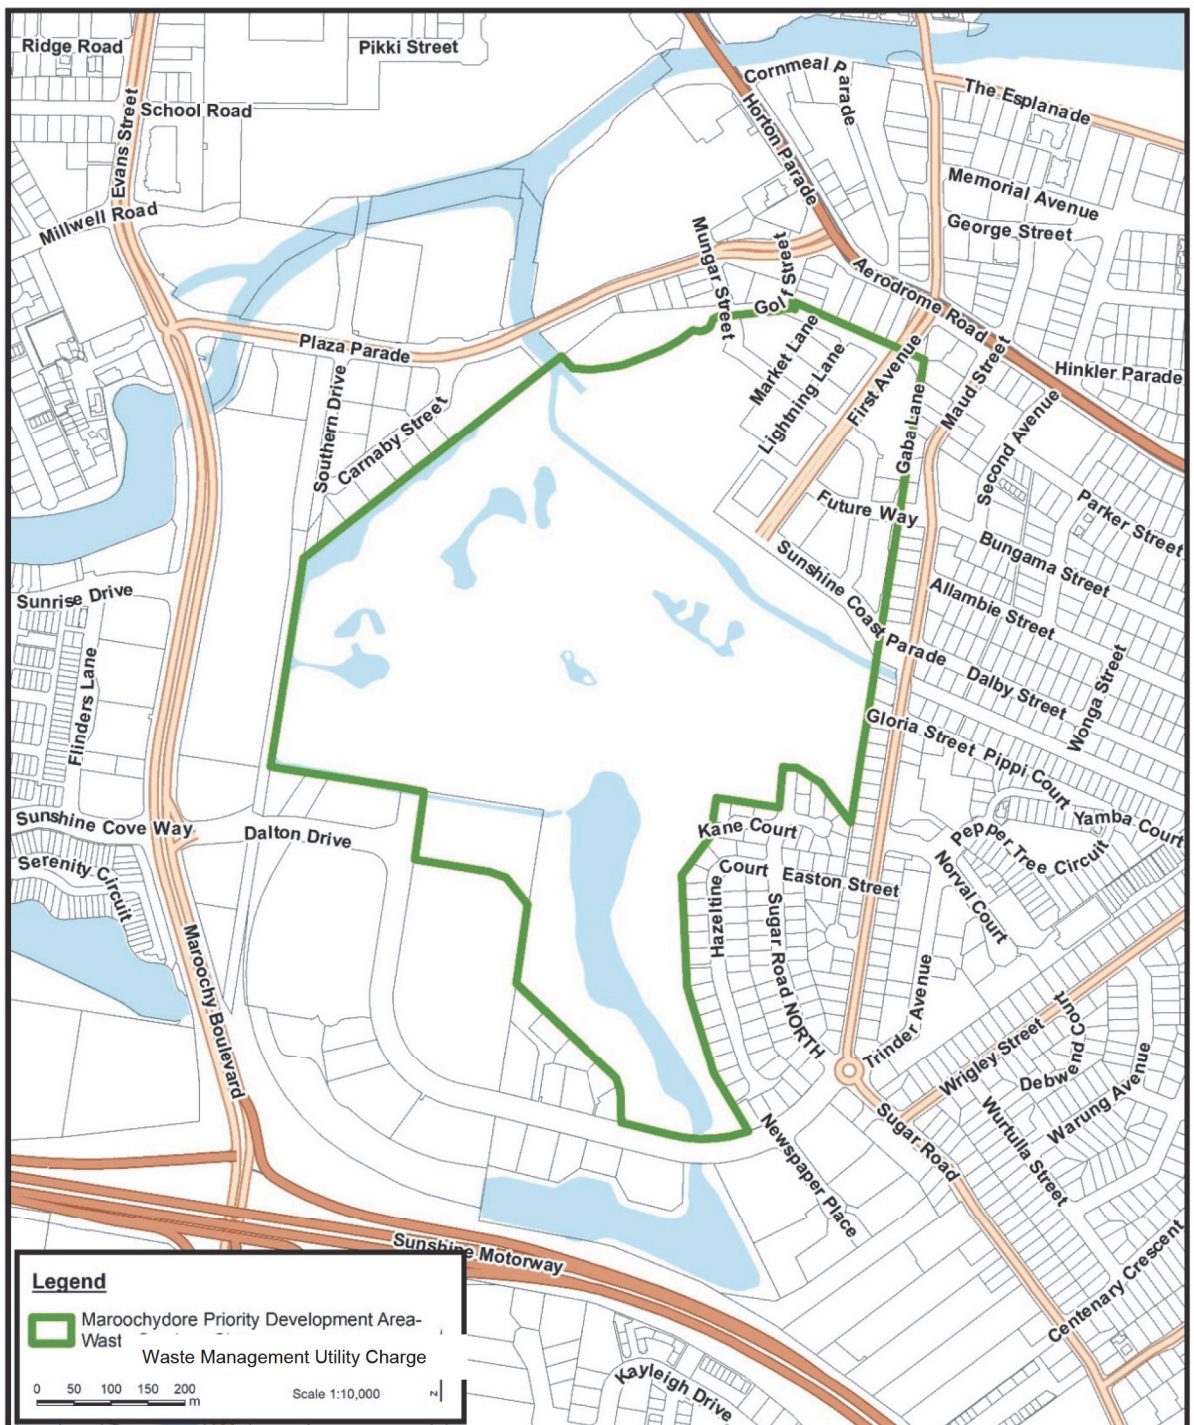 Ridge Road
Pikki Street
School Road
Evans Street
Millwell Road
Cornmeal Parade
Horton Parade
The Esplanade
Memorial Avenue
George Street
Mungar Street
Golf Street
Aerodrome Road
Plaza Parade
Market Lane
Lightning Lane
First Avenue
Maud Street
Hinkler Parade
Southern Drive
Carnaby Street
Gaba Lane
Second Avenue
Future Way
Parker Street
Bungama Street
Sunshine Coast Parade
Allambie Street
Sunrise Drive
Flinders Lane
Dalby Street
Wonga Street
Gloria Street
Pippi Court
Yamba Court
Sunshine Cove Way
Dalton Drive
Kane Court
Pepper Tree Circuit
Serenity Circuit
Hazeltine Court
Easton Street
Norval Court
Sugar Road NORTH
Maroochy Boulevard
Trinder Avenue
Wrigley Street
Debwend Court
Warung Avenue
Wurtulla Street
Sugar Road
Newspaper Place
Centenary Crescent
Sunshine Motorway
Kayleigh Drive
Legend
Maroochydore Priority Development Area-
Wast
Waste Management Utility Charge
0 50 100 150 200
m
Scale 1:10,000
N